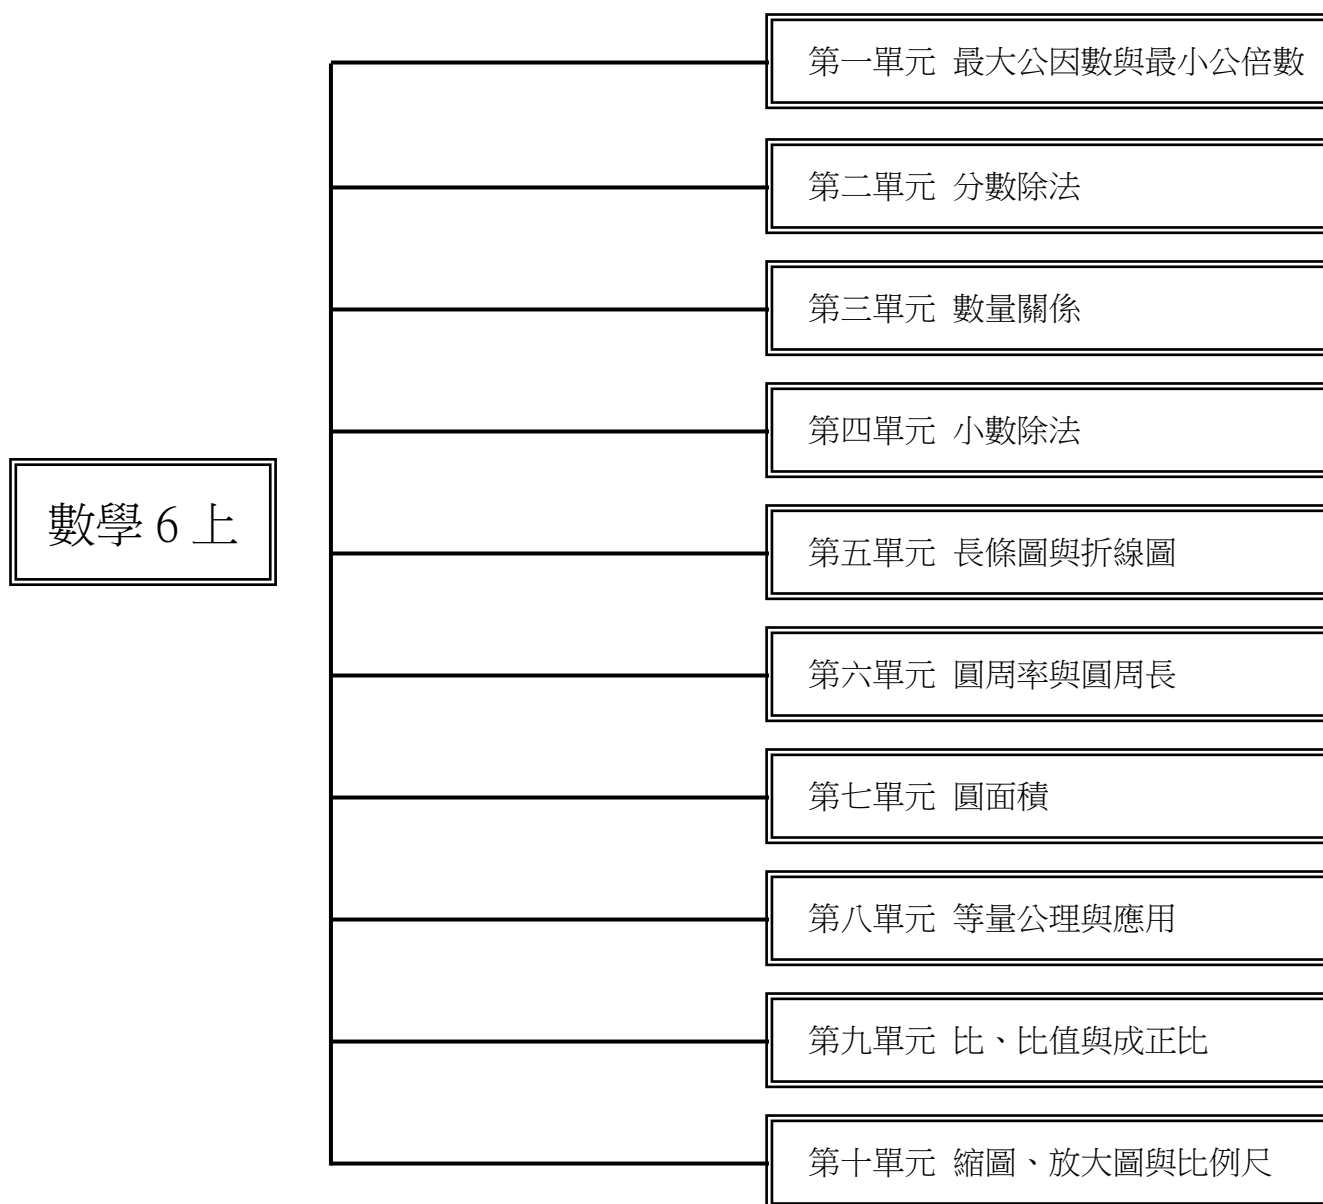 第一單元 最大公因數與最小公倍數
第二單元 分數除法
第三單元 數量關係
第四單元 小數除法
數學 6 上
第五單元 長條圖與折線圖
第六單元 圓周率與圓周長
第七單元 圓面積
第八單元 等量公理與應用
第九單元 比、比值與成正比
第十單元 縮圖、放大圖與比例尺